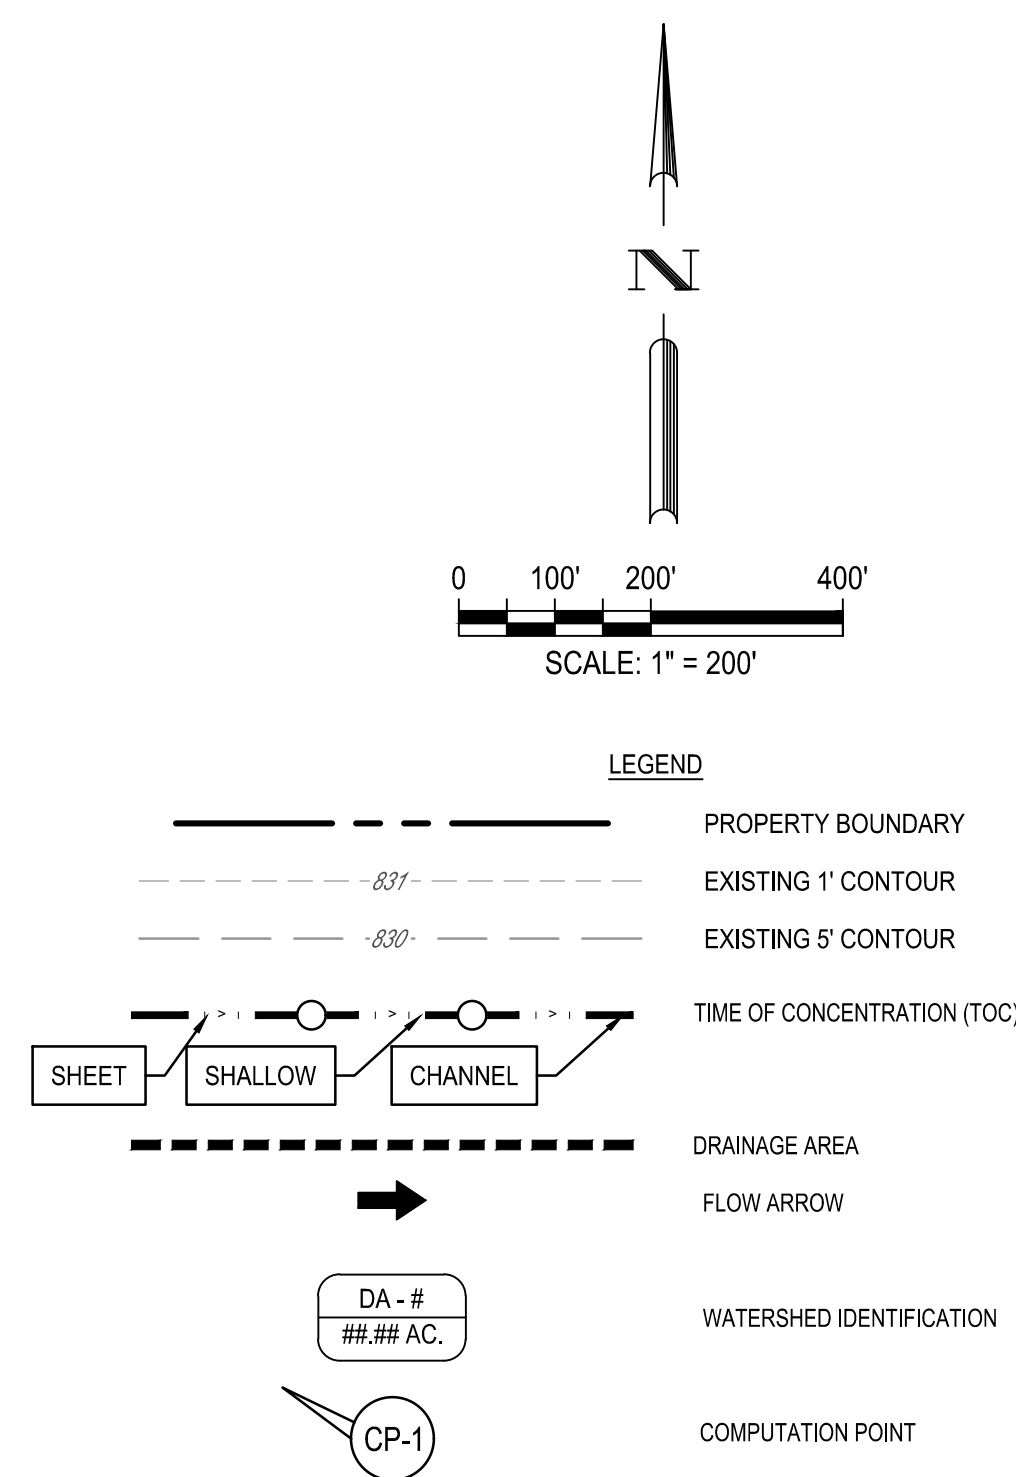 N
0 100' 200' 400'
SCALE: 1" = 200'
LEGEND
PROPERTY BOUNDARY
831
EXISTING 1' CONTOUR
830
EXISTING 5' CONTOUR
TIME OF CONCENTRATION (TOC)
SHEET
SHALLOW
CHANNEL
DRAINAGE AREA
FLOW ARROW
DA - #
##.## AC.
WATERSHED IDENTIFICATION
CP-1
COMPUTATION POINT